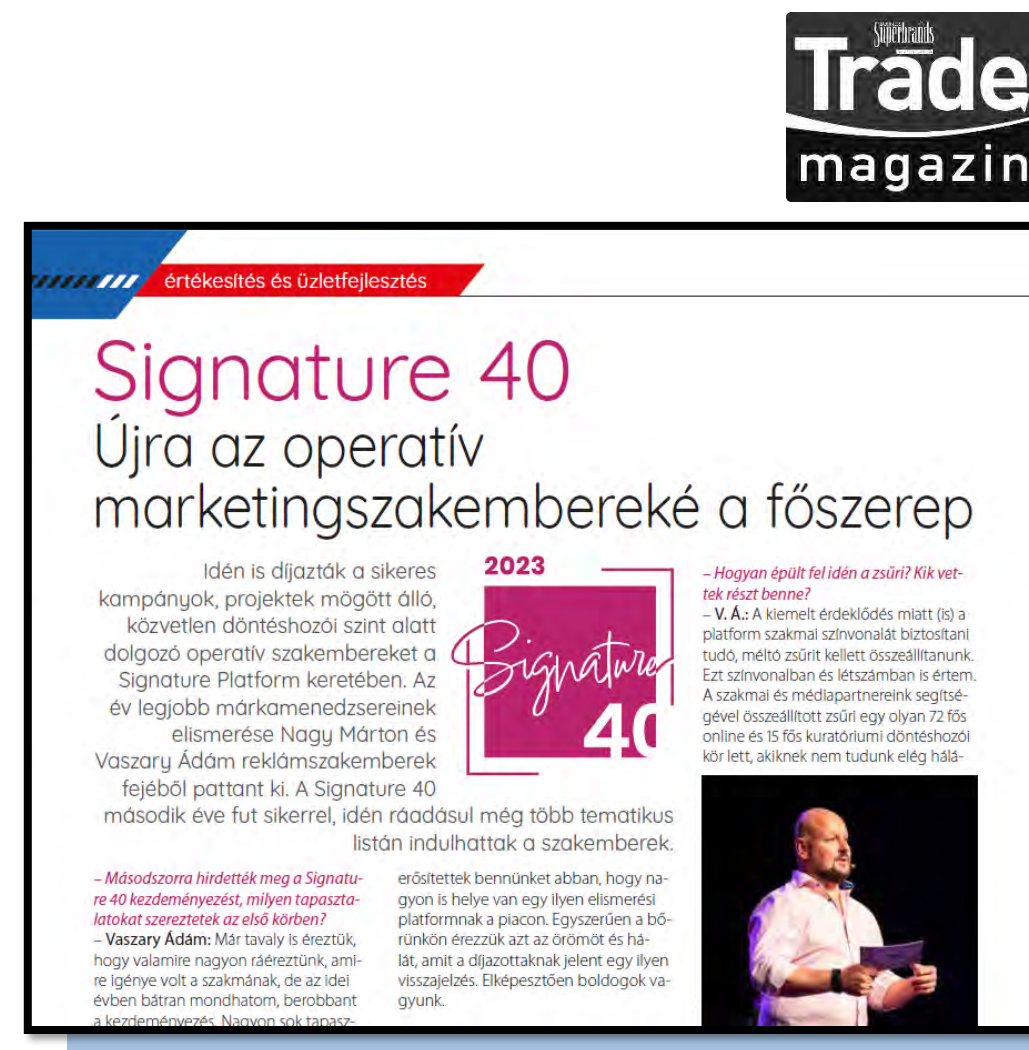 Superbrands
Trade
magazin
értékesítés és üzletfejlesztés
Signature 40
Újra az operatív
marketingszakembereké a főszerep
Idén is díjazták a sikeres
kampányok, projektek mögött álló,
közvetlen döntéshozói szint alatt
dolgozó operatív szakembereket a
Signature Platform keretében. Az
év legjobb márkamenedzsereinek
elismerése Nagy Márton és
Vaszary Ádám reklámszakemberek
fejéből pattant ki. A Signature 40
második éve fut sikerrel, idén ráadásul még több tematikus
listán indulhattak a szakemberek.
2023
Signature
40
– Másodszorra hirdették meg a Signatu-
re 40 kezdeményezést, milyen tapaszta-
latokat szereztetek az első körben?
– Vaszary Ádám: Már tavaly is éreztük,
hogy valamire nagyon ráéreztünk, ami-
re igénye volt a szakmának, de az idei
évben bátran mondhatom, berobbant
a kezdeményezés. Nagyon sok tapasz-
erősítettek bennünket abban, hogy na-
gyon is helye van egy ilyen elismerési
platformnak a piacon. Egyszerűen a bő-
rünkön érezzük azt az örömöt és há-
lát, amit a díjazottaknak jelent egy ilyen
visszajelzés. Elképesztően boldogok va-
gyunk.
– Hogyan épült fel idén a zsűri? Kik vet-
tek részt benne?
– V. Á.: A kiemelt érdeklődés miatt (is) a
platform szakmai színvonalát biztosítani
tudó, méltó zsűrit kellett összeállítanunk.
Ezt színvonalban és létszámban is értem.
A szakmai és médiapartnereink segítsé-
gével összeállított zsűri egy olyan 72 fős
online és 15 fős kuratóriumi döntéshozói
kör lett, akiknek nem tudunk elég hálá-